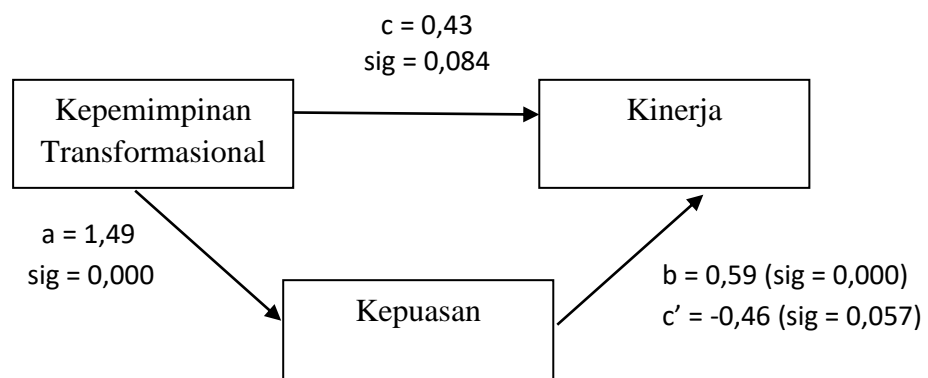 c = 0,43
sig = 0,084
Kepemimpinan
Transformasional
Kinerja
a = 1,49
sig = 0,000
Kepuasan
b = 0,59 (sig = 0,000)
c’ = -0,46 (sig = 0,057)